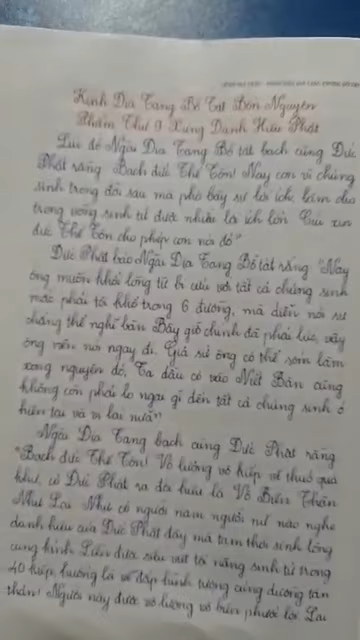 Kinh Địa Tạng Bồ Tát Bổn Nguyện
Phẩm Thứ 9 Xưng Danh Hiệu Phật
Lúc đó Ngài Địa Tạng Bồ tát bạch cùng Đức
Phật rằng "Bạch đức Thế Tôn! Nay con vì chúng
sinh trong đời sau mà phô bày sự lợi ích, làm cho
trong vòng sinh tử được nhiều lợi ích lớn. Cúi xin
đức Thế Tôn cho phép con nói đó"
Đức Phật bảo Ngài Địa Tạng Bồ tát rằng "Nay
ông muốn khởi lòng từ bi cứu vớt tất cả chúng sinh
mắc phải tội khổ trong 6 đường, mà diễn nói sự
chẳng thể nghĩ bàn Bây giờ chính đã phải lúc, vậy
ông nên nói ngay đi. Giả sử ông có thể sớm làm
xong nguyện đó, Ta dầu có vào Niết Bàn cũng
không còn phải lo ngại gì đến tất cả chúng sinh ở
hiện tại và vị lai nữa"
Ngài Địa Tạng bạch cùng Đức Phật rằng
"Bạch đức Thế Tôn! Vô lượng vô kiếp về thuở quá
khứ, có Đức Phật ra đời hiệu là Vô Biên Thân
Như Lai Như có người nam người nữ nào nghe
danh hiệu của Đức Phật đây mà tạm thời sinh lòng
cung kính Liền được siêu việt tội nặng sinh tử trong
40 kiếp, huống là vẽ đắp hình tượng cúng dường tán
thán! Người này được vô lượng vô biên phước lợi Lại